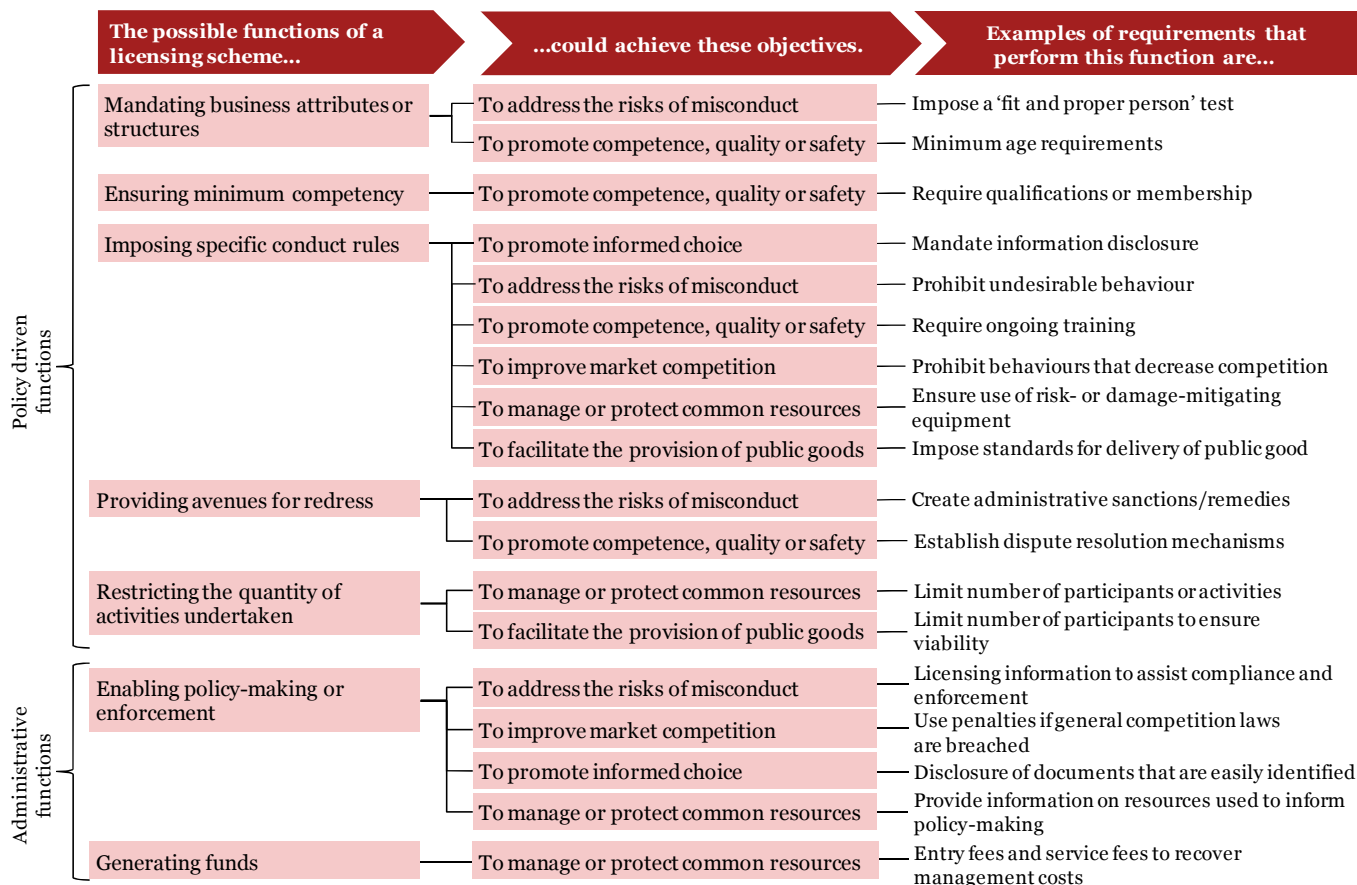 The possible functions of a
licensing scheme...
...could achieve these objectives.
Examples of requirements that
perform this function are...
Policy driven
functions
Mandating business attributes or
structures
To address the risks of misconduct
Impose a ‘fit and proper person’ test
To promote competence, quality or safety
Minimum age requirements
Ensuring minimum competency
To promote competence, quality or safety
Require qualifications or membership
Imposing specific conduct rules
To promote informed choice
Mandate information disclosure
To address the risks of misconduct
Prohibit undesirable behaviour
To promote competence, quality or safety
Require ongoing training
To improve market competition
Prohibit behaviours that decrease competition
To manage or protect common resources
Ensure use of risk- or damage-mitigating
equipment
To facilitate the provision of public goods
Impose standards for delivery of public good
Providing avenues for redress
To address the risks of misconduct
Create administrative sanctions/remedies
To promote competence, quality or safety
Establish dispute resolution mechanisms
Restricting the quantity of
activities undertaken
To manage or protect common resources
Limit number of participants or activities
To facilitate the provision of public goods
Limit number of participants to ensure
viability
Administrative
functions
Enabling policy-making or
enforcement
To address the risks of misconduct
Licensing information to assist compliance and
enforcement
To improve market competition
Use penalties if general competition laws
are breached
To promote informed choice
Disclosure of documents that are easily identified
To manage or protect common resources
Provide information on resources used to inform
policy-making
Generating funds
To manage or protect common resources
Entry fees and service fees to recover
management costs